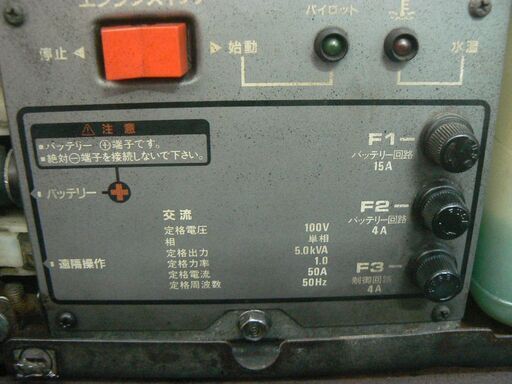 エンジンスイッチ
パイロット
停止 ◀ ▶ 始動
水温
⚠ 注意
■バッテリー ⊕端子です。
■絶対⊖端子を接続しないで下さい。
■バッテリー
■遠隔操作
交流
定格電圧 100V
相 単相
定格出力 5.0kVA
定格力率 1.0
定格電流 50A
定格周波数 50Hz
F1
バッテリー回路
15A
F2
バッテリー回路
4A
F3
制御回路
4A